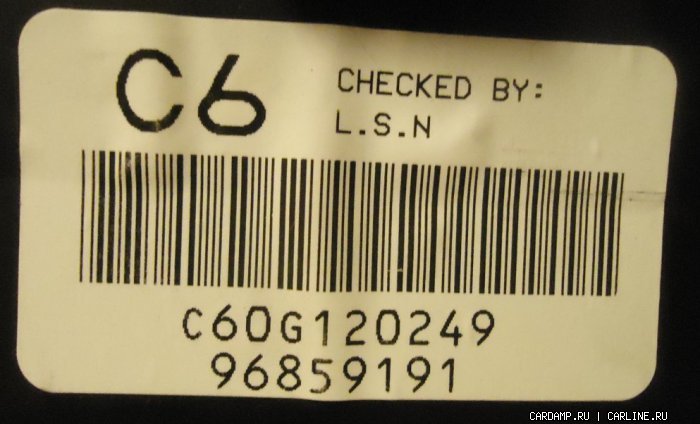 C6
CHECKED BY:
L.S.N
C60G120249
96859191
CARDAMP.RU | CARLINE.RU